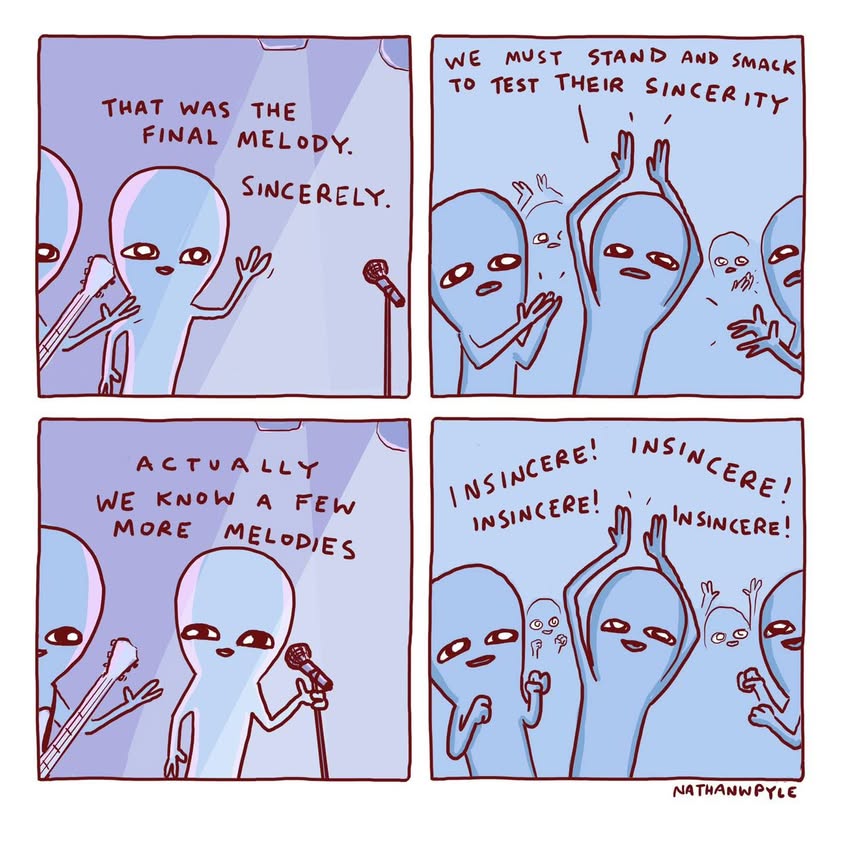 THAT WAS THE
FINAL MELODY.
SINCERELY.
WE MUST STAND AND SMACK
TO TEST THEIR SINCERITY
ACTUALLY
WE KNOW A FEW
MORE MELODIES
INSINCERE! INSINCERE!
INSINCERE! INSINCERE!
NATHANWPYLE